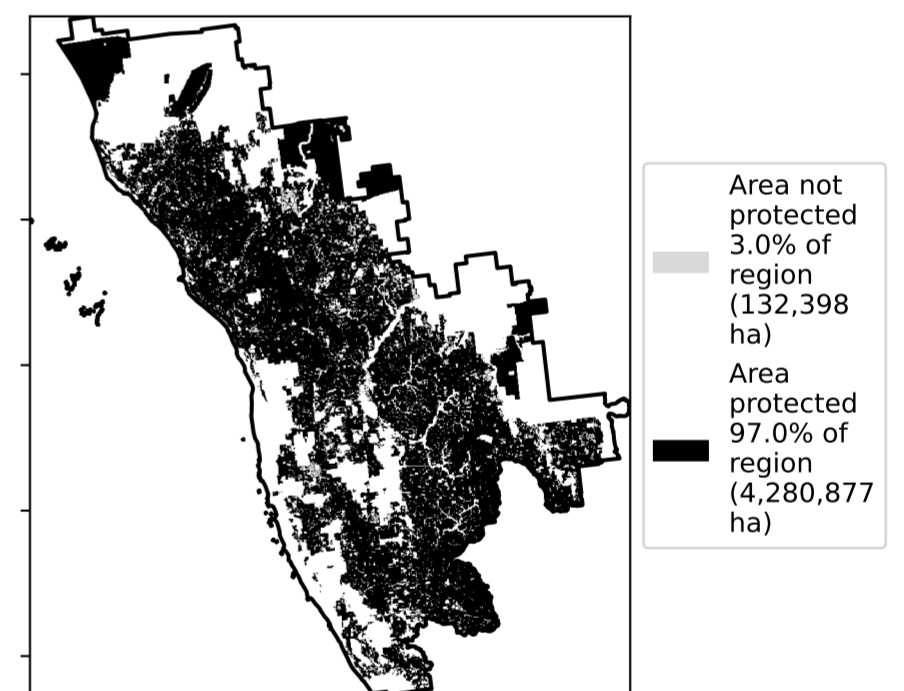 Area not
protected
3.0% of
region
(132,398
ha)
Area
protected
97.0% of
region
(4,280,877
ha)